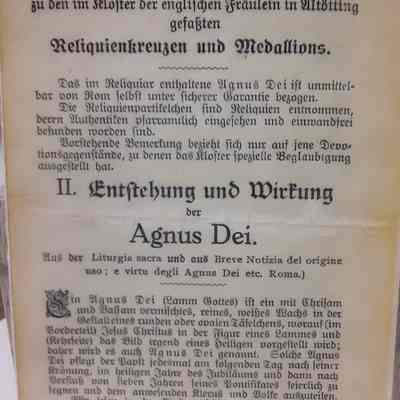 zu den im Kloster der englischen Fräulein in Altötting
gefaßten
Reliquienkreuzen und Medallions.
Das im Reliquiar enthaltene Agnus Dei ist unmittel-
bar von Rom selbst unter sicherer Garantie bezogen.
Die Reliquienpartikelchen sind Reliquien entnommen,
deren Authentiken pfarramtlich eingesehen und einwandfrei
befunden worden sind.
Vorstehende Bemerkung bezieht sich nur auf jene Devo-
tionsgegenstände, zu denen das Kloster spezielle Beglaubigung
ausgestellt hat.
II. Entstehung und Wirkung
der
Agnus Dei.
(Aus der Liturgia sacra und aus Breve Notizia del origine
uso; e virtu degli Agnus Dei etc. Roma.)
Ein Agnus Dei (Lamm Gottes) ist ein mit Chrisam
und Balsam vermischtes, reines, weißes Wachs in der
Gestalt eines runden oder ovalen Täfelchens, worauf (im
Vorderteil) Jesus Christus in der Figur eines Lammes und
(Kehrseite) das Bild irgend eines Heiligen vorgestellt wird;
daher wird es auch Agnus Dei genannt. Solche Agnus
Dei pflegt der Papst jedesmal am folgenden Tag nach seiner
Krönung, im heiligen Jahre des Jubiläums und dann nach
Verfluß von sieben Jahren seines Pontifikates feierlich zu
segnen und dem anwesenden Klerus und Volke auszuteilen.